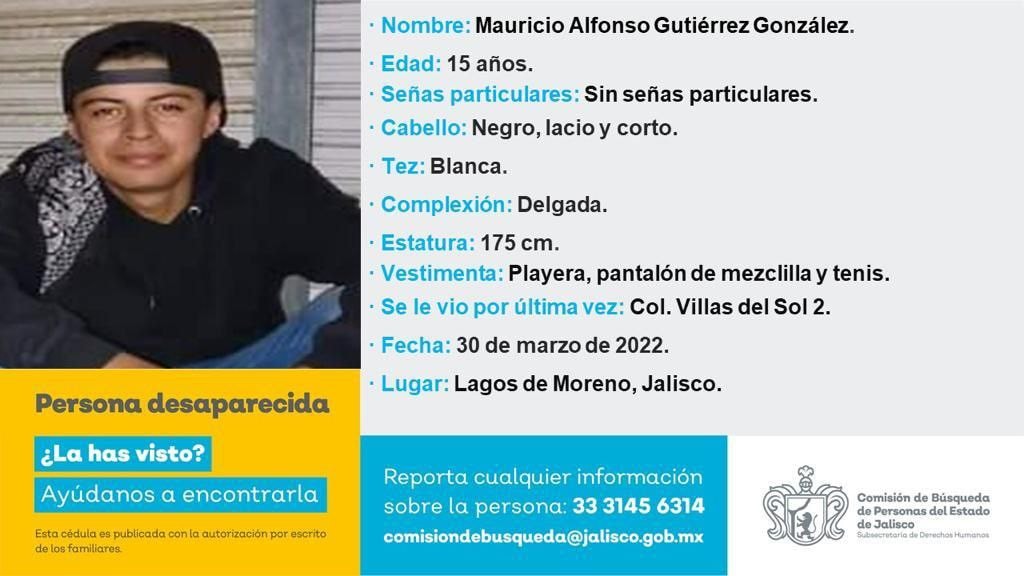 · Nombre: Mauricio Alfonso Gutiérrez González.
· Edad: 15 años.
· Señas particulares: Sin señas particulares.
· Cabello: Negro, lacio y corto.
· Tez: Blanca.
· Complexión: Delgada.
· Estatura: 175 cm.
· Vestimenta: Playera, pantalón de mezclilla y tenis.
· Se le vio por última vez: Col. Villas del Sol 2.
· Fecha: 30 de marzo de 2022.
· Lugar: Lagos de Moreno, Jalisco.
Persona desaparecida
¿La has visto?
Ayúdanos a encontrarla
Esta cédula es publicada con la autorización por escrito
de los familiares.
Reporta cualquier información
sobre la persona: 33 3145 6314
comisiondebusqueda@jalisco.gob.mx
Comisión de Búsqueda
de Personas del Estado
de Jalisco
Subsecretaría de Derechos Humanos